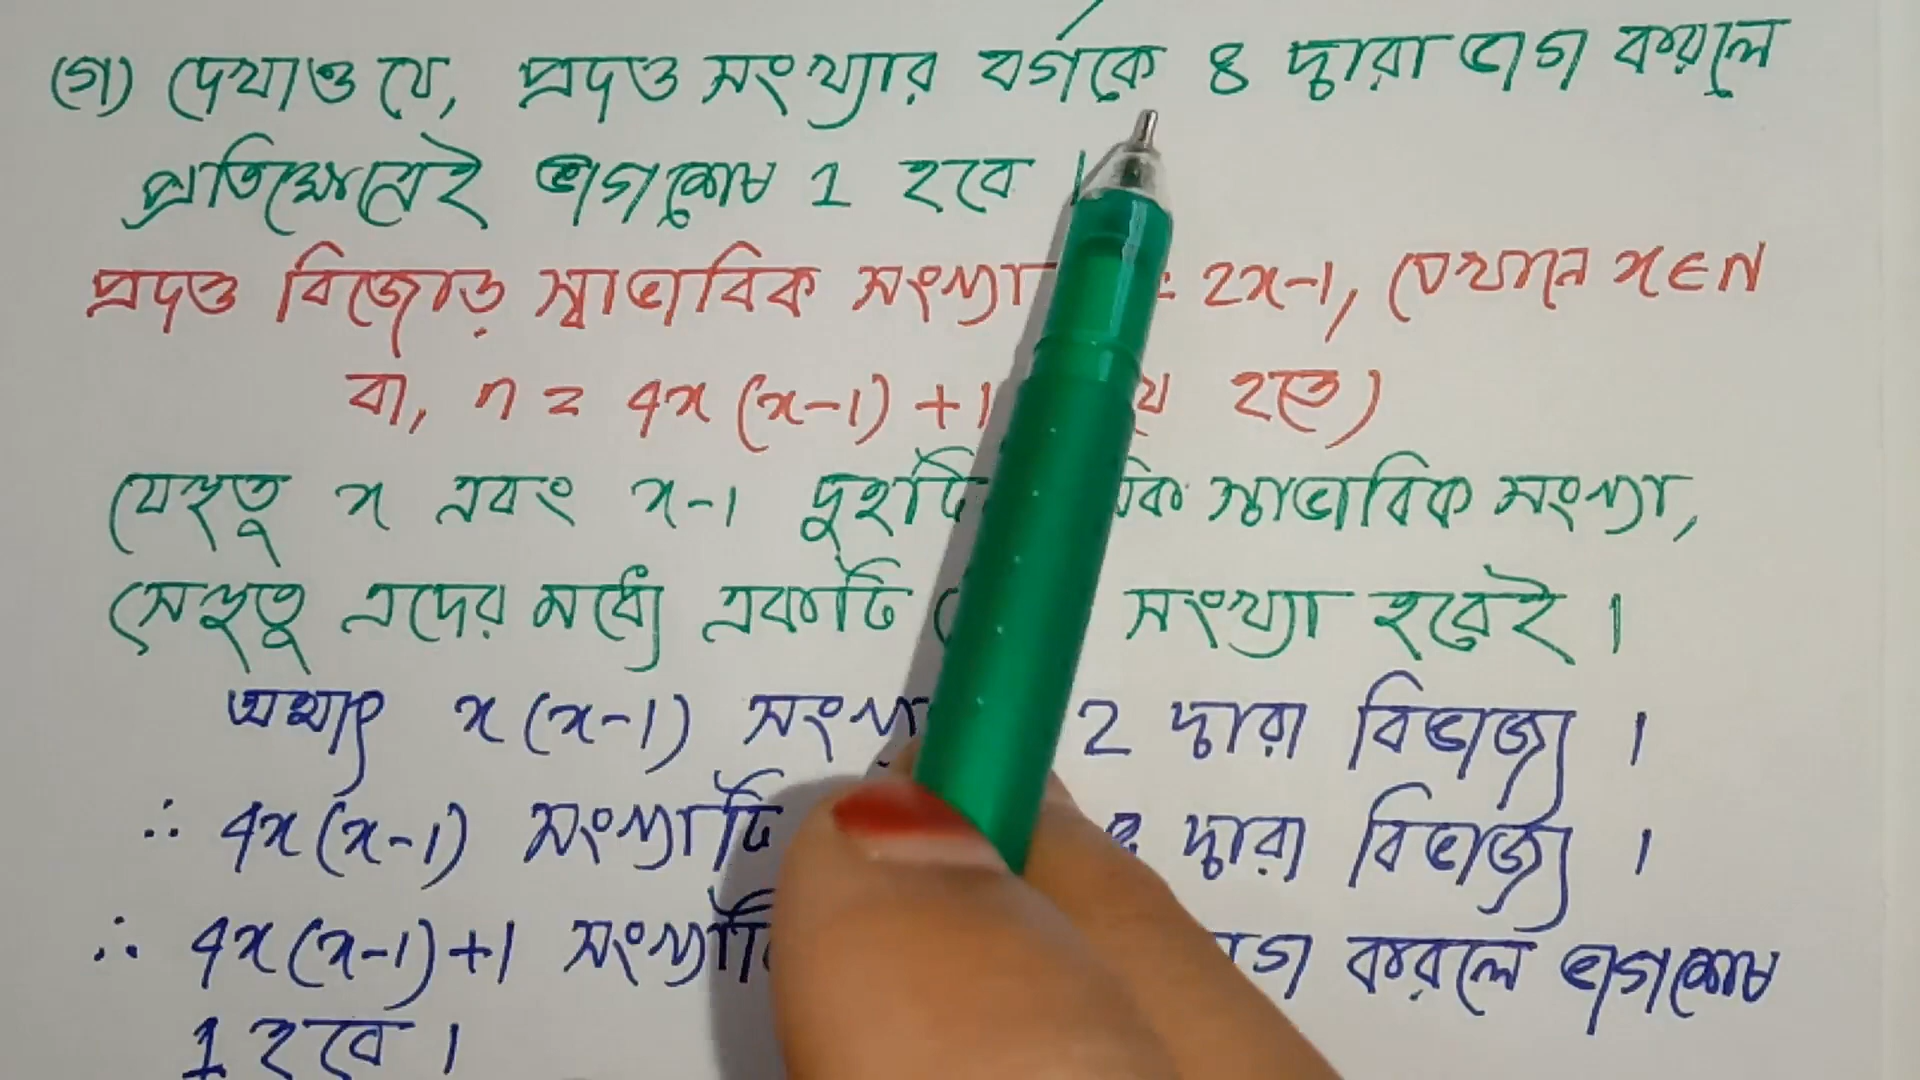 (গ) দেখাও যে, প্রদত্ত সংখ্যার বর্গকে ৪ দ্বারা ভাগ করলে
প্রতিক্ষেত্রেই ভাগশেষ 1 হবে ।
প্রদত্ত বিজোড় স্বাভাবিক সংখ্যা = 2x-1, যেখানে x∈N
বা, n = 4x(x-1)+1 হতে)
যেহেতু x এবং x-1 দুইটি স্বাভাবিক সংখ্যা,
সেহেতু এদের মধ্যে একটি সংখ্যা হবেই ।
অর্থাৎ x(x-1) 2 দ্বারা বিভাজ্য ।
∴ 4x(x-1) সংখ্যাটি দ্বারা বিভাজ্য ।
∴ 4x(x-1)+1 সংখ্যাটি করলে ভাগশেষ
1 হবে ।